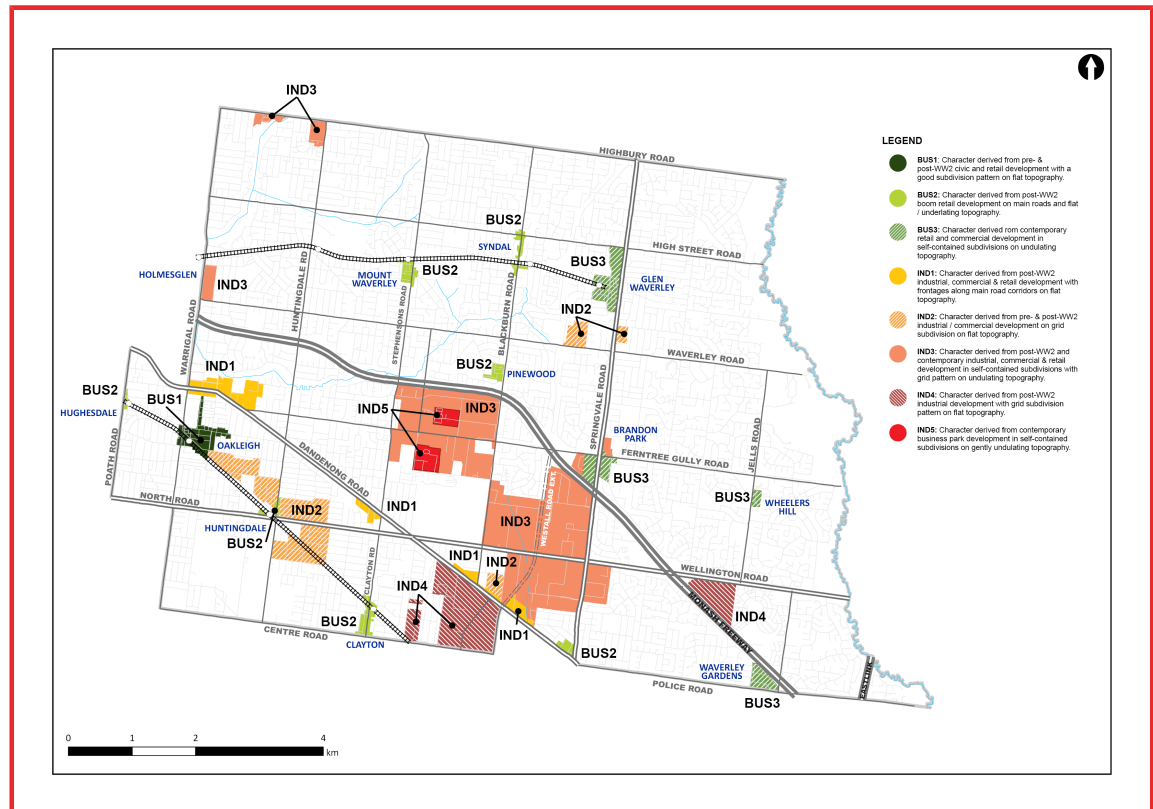 IND3
HIGHBURY ROAD
LEGEND
BUS1: Character derived from pre- &
post-WW2 civic and retail development with a
good subdivision pattern on flat topography.
BUS2: Character derived from post-WW2
boom retail development on main roads and flat
/ underlating topography.
BUS3: Character derived rom contemporary
retail and commercial development in
self-contained subdivisions on undulating
topography.
IND1: Character derived from post-WW2
industrial, commercial & retail development with
frontages along main road corridors on flat
topography.
IND2: Character derived from pre- & post-WW2
industrial / commercial development on grid
subdivision on flat topography.
IND3: Character derived from post-WW2 and
contemporary industrial, commercial & retail
development in self-contained subdivisions with
grid pattern on undulating topography.
IND4: Character derived from post-WW2
industrial development with grid subdivision
pattern on flat topography.
IND5: Character derived from contemporary
business park development in self-contained
subdivisions on gently undulating topography.
BUS2
SYNDAL
HIGH STREET ROAD
BUS3
HOLMESGLEN
HUNTINGDALE RD
MOUNT
WAVERLEY
BUS2
GLEN
WAVERLEY
IND3
STEPHENSONS ROAD
BLACKBURN ROAD
IND2
WARRIGAL ROAD
WAVERLEY ROAD
IND1
BUS2
PINEWOOD
BUS2
HUGHESDALE
BUS1
IND5
IND3
SPRINGVALE ROAD
BRANDON
PARK
OAKLEIGH
DANDENONG ROAD
FERNTREE GULLY ROAD
JELLS ROAD
POATH ROAD
BUS3
BUS3
WHEELERS
HILL
NORTH ROAD
IND2
IND1
WESTALL ROAD EXT.
IND3
HUNTINGDALE
BUS2
CLAYTON RD
IND1
IND2
WELLINGTON ROAD
IND4
IND4
MONASH FREEWAY
BUS2
CENTRE ROAD
CLAYTON
IND1
BUS2
WAVERLEY
GARDENS
EASTLINK
POLICE ROAD
BUS3
0 1 2 4
km